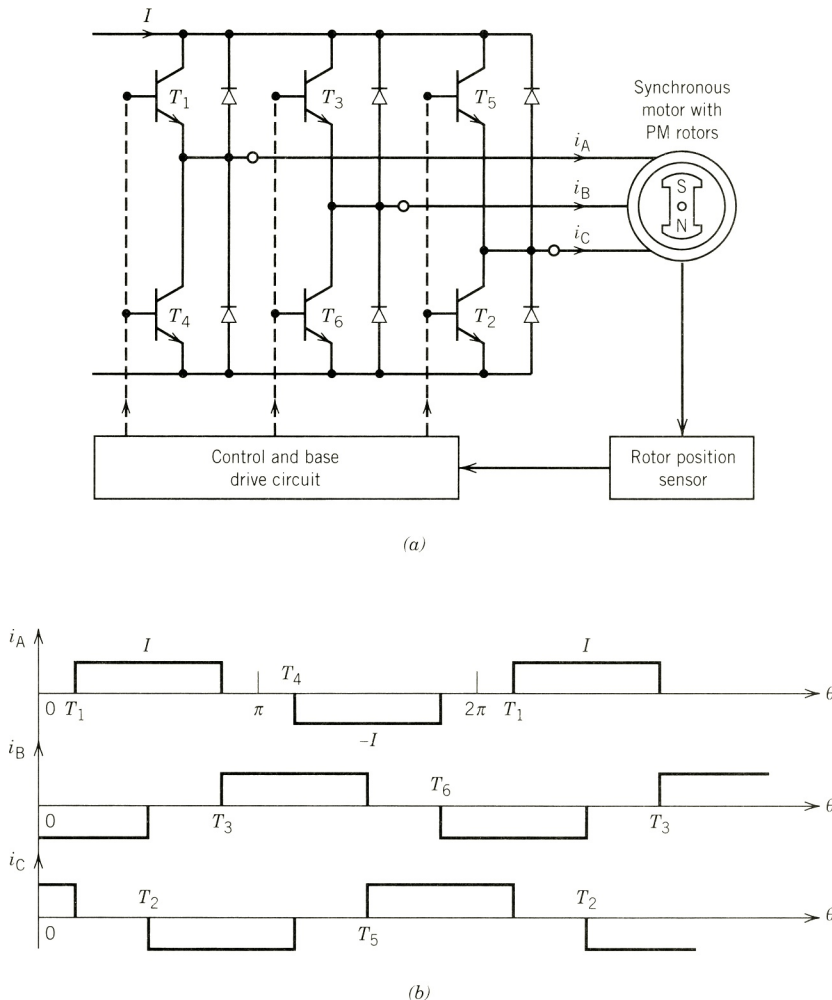 I
T1
T3
T5
Synchronous
motor with
PM rotors
iA
iB
S
N
iC
T4
T6
T2
Control and base
drive circuit
Rotor position
sensor
(a)
iA
I
T4
I
0 T1 π 2π T1 θ
–I
iB
T6
0 T3 T3 θ
iC
T2 T2
0 T5 θ
(b)